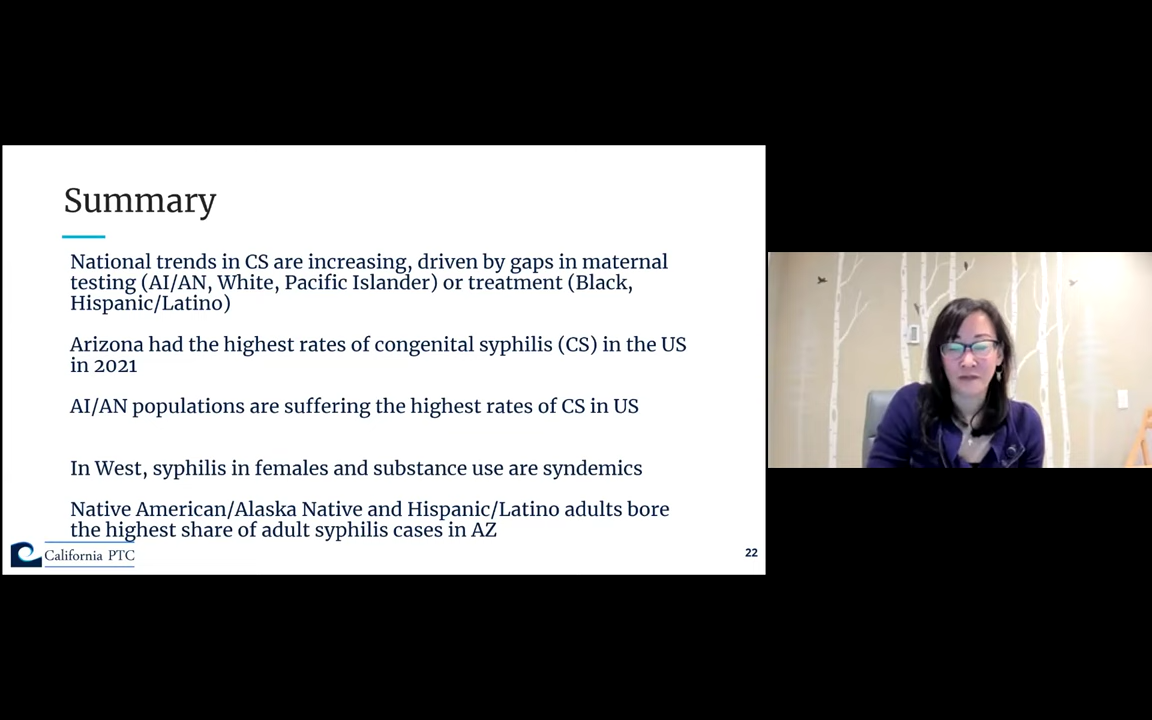 Summary
National trends in CS are increasing, driven by gaps in maternal
testing (AI/AN, White, Pacific Islander) or treatment (Black,
Hispanic/Latino)
Arizona had the highest rates of congenital syphilis (CS) in the US
in 2021
AI/AN populations are suffering the highest rates of CS in US
In West, syphilis in females and substance use are syndemics
Native American/Alaska Native and Hispanic/Latino adults bore
the highest share of adult syphilis cases in AZ
California PTC
22